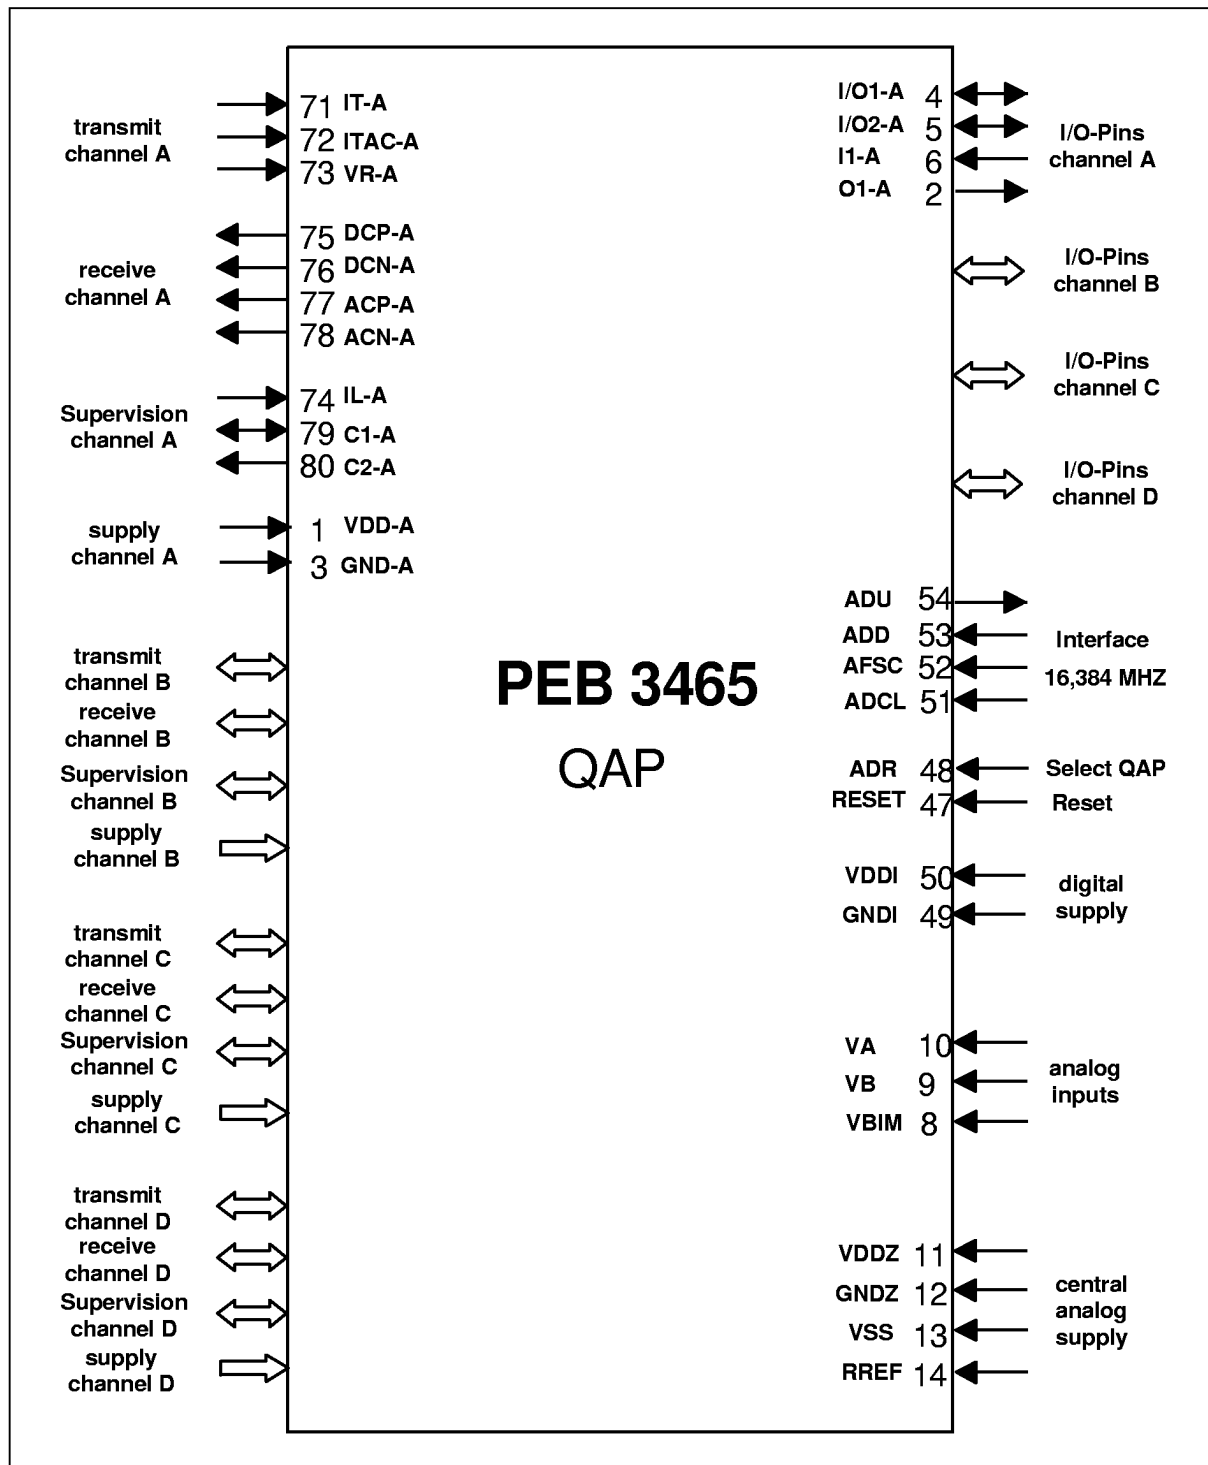 transmit
channel A
71 IT-A
72 ITAC-A
73 VR-A
receive
channel A
75 DCP-A
76 DCN-A
77 ACP-A
78 ACN-A
Supervision
channel A
74 IL-A
79 C1-A
80 C2-A
supply
channel A
1 VDD-A
3 GND-A
transmit
channel B
receive
channel B
Supervision
channel B
supply
channel B
transmit
channel C
receive
channel C
Supervision
channel C
supply
channel C
transmit
channel D
receive
channel D
Supervision
channel D
supply
channel D
PEB 3465
QAP
I/O1-A 4
I/O2-A 5
I1-A 6
O1-A 2
I/O-Pins
channel A
I/O-Pins
channel B
I/O-Pins
channel C
I/O-Pins
channel D
ADU 54
ADD 53
AFSC 52
ADCL 51
Interface
16,384 MHZ
ADR 48 Select QAP
RESET 47 Reset
VDDI 50
GNDI 49
digital
supply
VA 10
VB 9
VBIM 8
analog
inputs
VDDZ 11
GNDZ 12
VSS 13
RREF 14
central
analog
supply